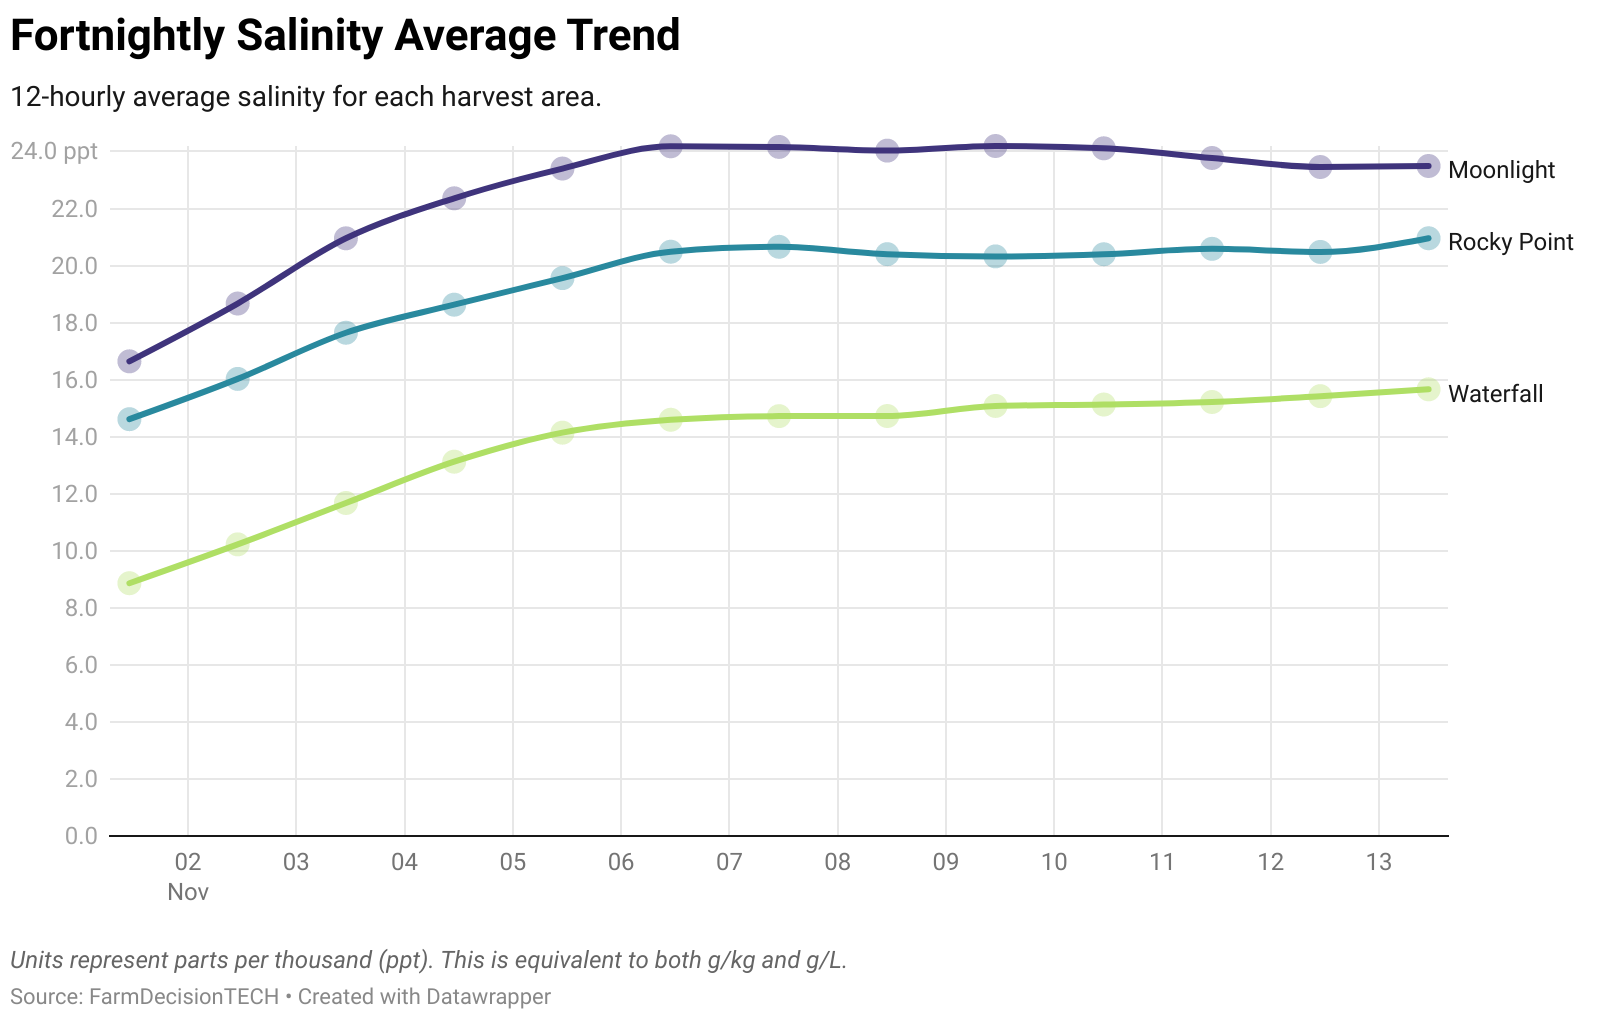 Fortnightly Salinity Average Trend
12-hourly average salinity for each harvest area.
24.0 ppt
Moonlight
22.0
Rocky Point
20.0
18.0
16.0
Waterfall
14.0
12.0
10.0
8.0
6.0
4.0
2.0
0.0
02 03 04 05 06 07 08 09 10 11 12 13
Nov
Units represent parts per thousand (ppt). This is equivalent to both g/kg and g/L.
Source: FarmDecisionTECH • Created with Datawrapper